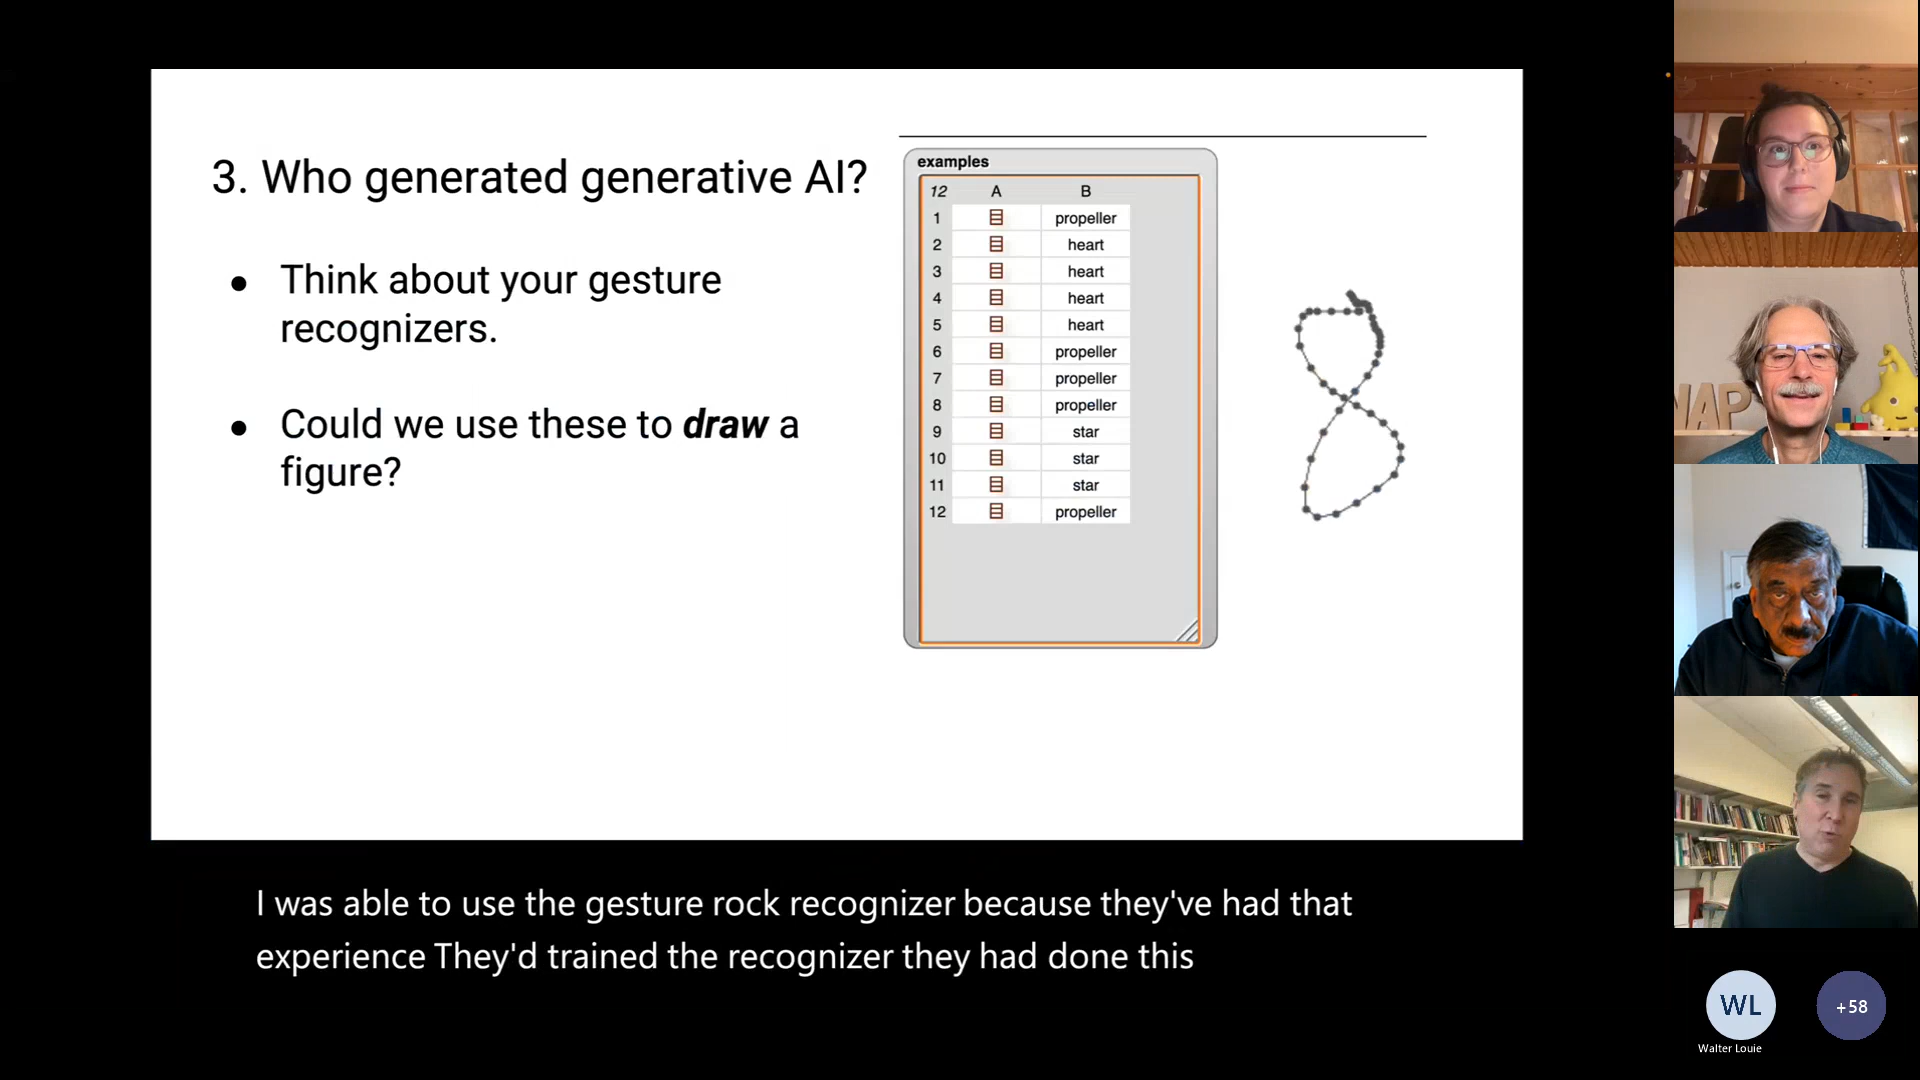 3. Who generated generative AI?
● Think about your gesture
recognizers.
● Could we use these to draw a
figure?
examples
12 A B
1 propeller
2 heart
3 heart
4 heart
5 heart
6 propeller
7 propeller
8 propeller
9 star
10 star
11 star
12 propeller
NAP
I was able to use the gesture rock recognizer because they've had that
experience They'd trained the recognizer they had done this
WL
+58
Walter Louie